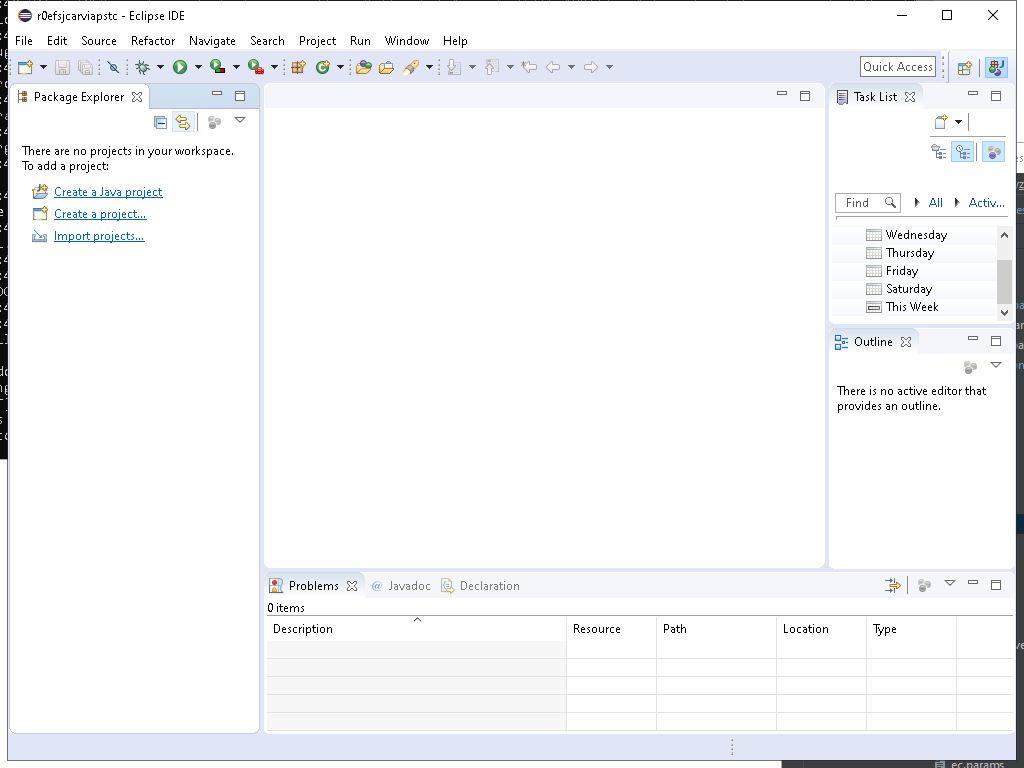 r0efsjcarviapstc - Eclipse IDE
File Edit Source Refactor Navigate Search Project Run Window Help
Quick Access
Package Explorer
There are no projects in your workspace.
To add a project:
Create a Java project
Create a project...
Import projects...
Task List
Find All Activ...
Wednesday
Thursday
Friday
Saturday
This Week
Outline
There is no active editor that
provides an outline.
Problems @ Javadoc Declaration
0 items
Description Resource Path Location Type
ec.params